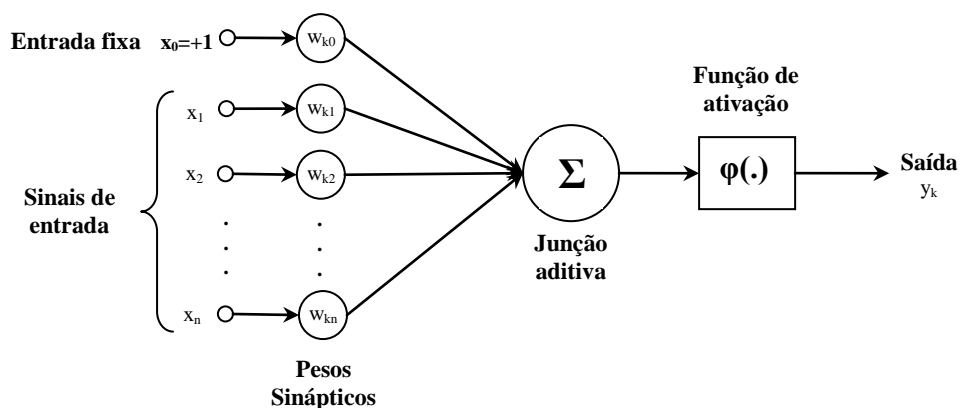 Entrada fixa x₀=+1
w_k0
Função de
ativação
x₁
w_k1
x₂
w_k2
Σ
φ(.)
Saída
y_k
Sinais de
entrada
Junção
aditiva
x_n
w_kn
Pesos
Sinápticos